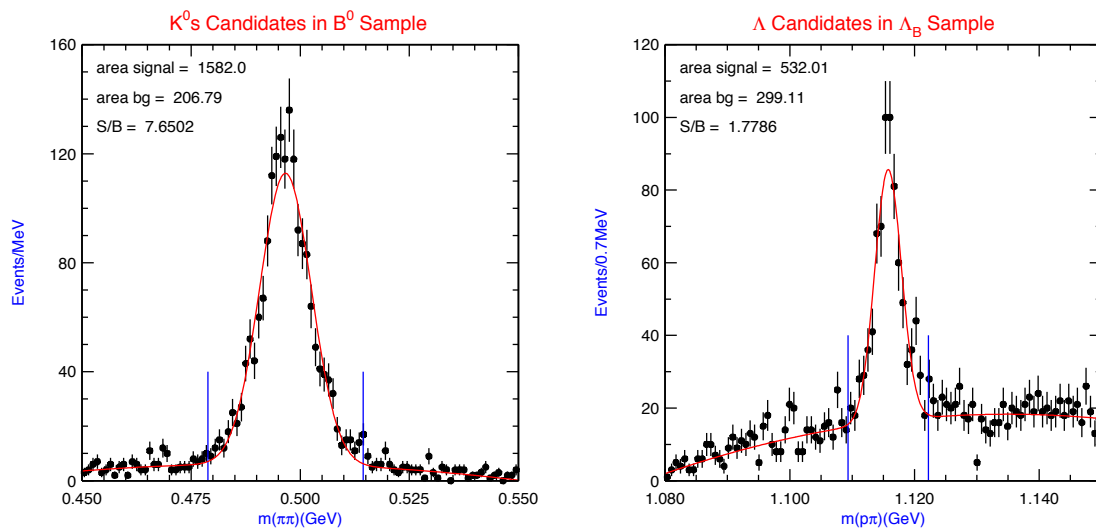 K⁰s Candidates in B⁰ Sample
160
120
80
40
0
Events/MeV
area signal = 1582.0
area bg = 206.79
S/B = 7.6502
0.450
0.475
0.500
0.525
0.550
m(ππ)(GeV)
Λ Candidates in Λ_B Sample
120
100
80
60
40
20
0
Events/0.7MeV
area signal = 532.01
area bg = 299.11
S/B = 1.7786
1.080
1.100
1.120
1.140
m(pπ)(GeV)